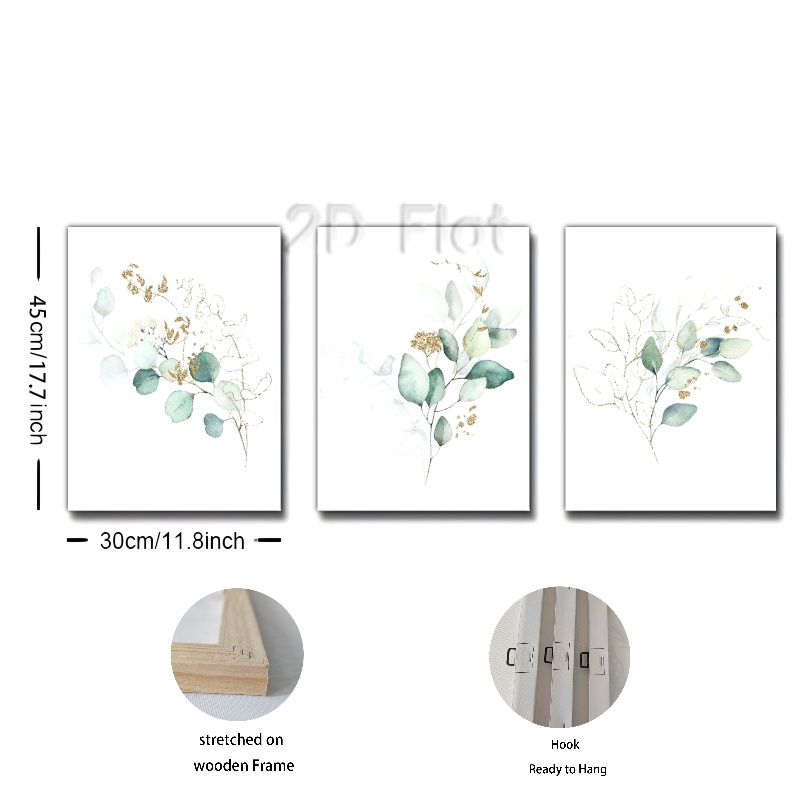 2D Flat
45cm/17.7inch
30cm/11.8inch
stretched on
wooden Frame
Hook
Ready to Hang